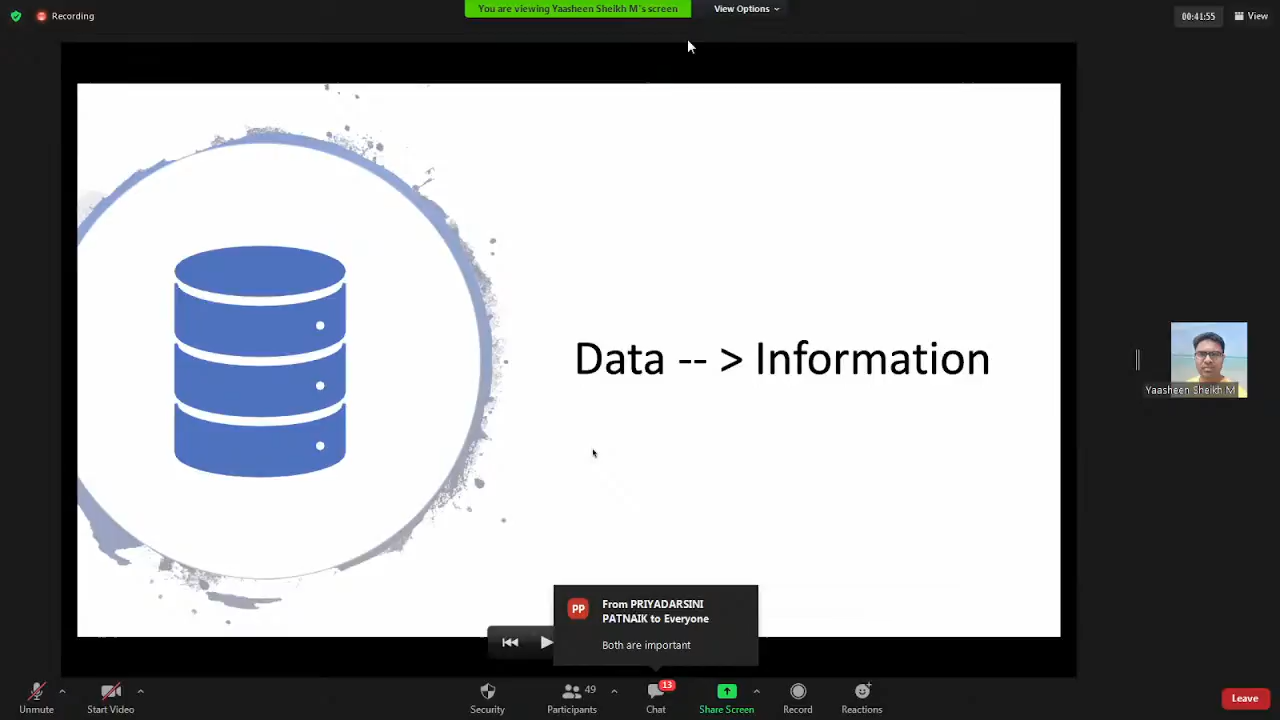 Recording
You are viewing Yaasheen Sheikh M's screen
View Options
00:41:55
View
Data -- > Information
Yaasheen Sheikh M
PP
From PRIYADARSINI
PATNAIK to Everyone
Both are important
Unmute
Start Video
Security
49
Participants
13
Chat
Share Screen
Record
Reactions
Leave